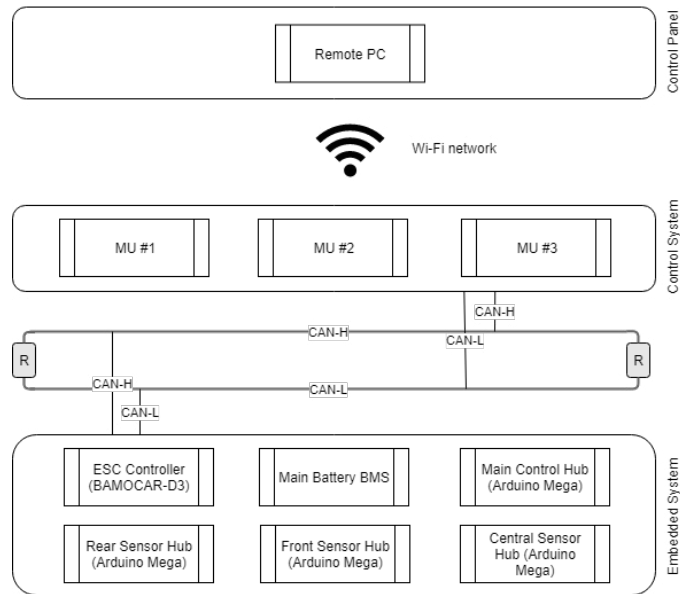 Control Panel
Remote PC
Wi-Fi network
Control System
MU #1
MU #2
MU #3
CAN-H
CAN-H
CAN-L
R
R
CAN-H
CAN-L
CAN-L
Embedded System
ESC Controller
(BAMOCAR-D3)
Main Battery BMS
Main Control Hub
(Arduino Mega)
Rear Sensor Hub
(Arduino Mega)
Front Sensor Hub
(Arduino Mega)
Central Sensor
Hub (Arduino
Mega)